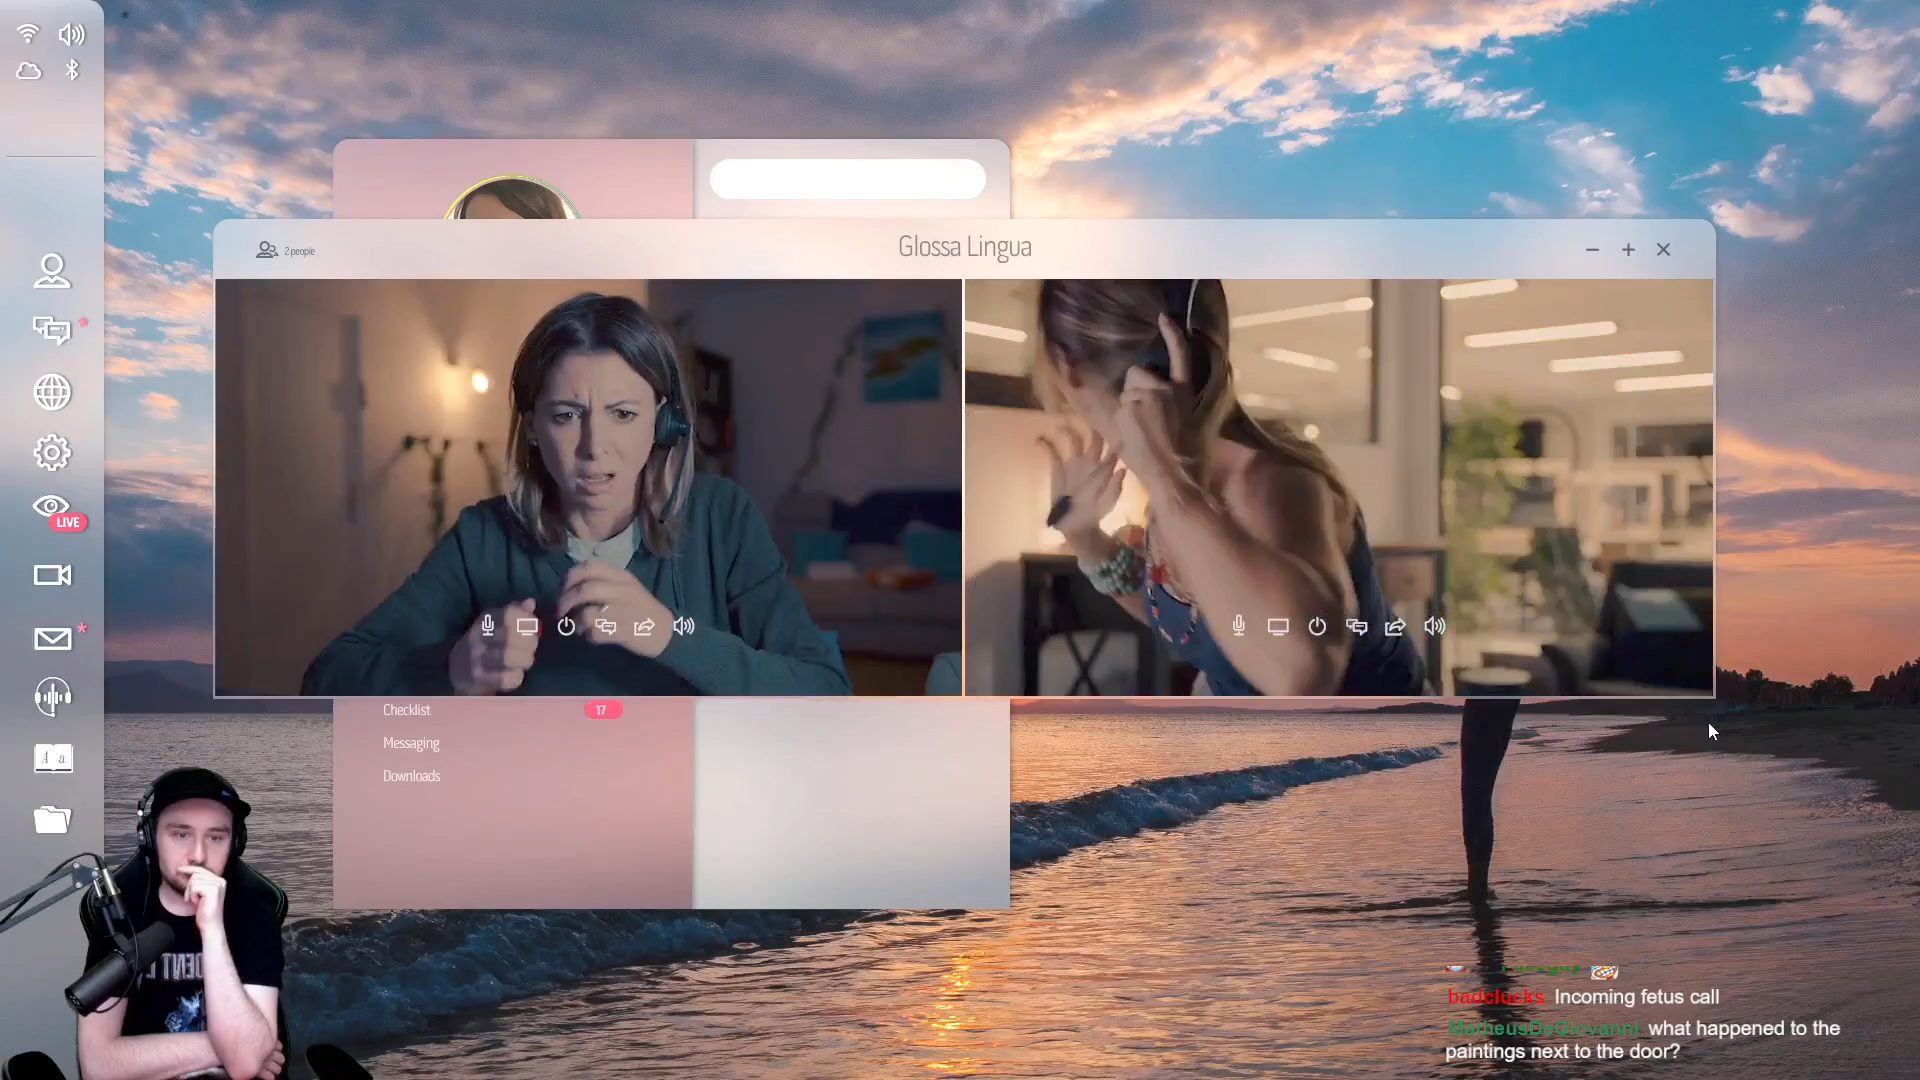 2 people
Glossa Lingua
LIVE
A a
Checklist
17
Messaging
Downloads
badclucks Incoming fetus call
MatheusDeGiovanni what happened to the
paintings next to the door?